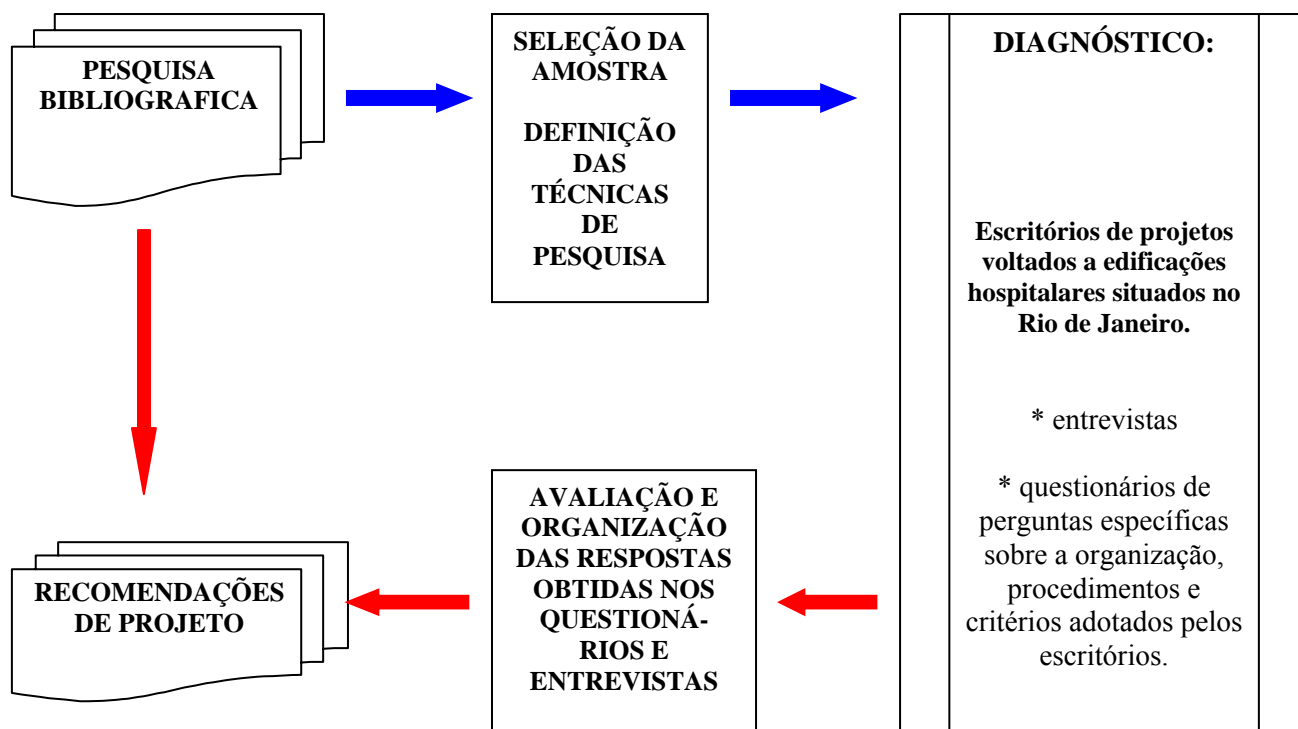 PESQUISA
BIBLIOGRAFICA
SELEÇÃO DA
AMOSTRA
DEFINIÇÃO
DAS
TÉCNICAS
DE
PESQUISA
DIAGNÓSTICO:
Escritórios de projetos
voltados a edificações
hospitalares situados no
Rio de Janeiro.
* entrevistas
* questionários de
perguntas específicas
sobre a organização,
procedimentos e
critérios adotados pelos
escritórios.
AVALIAÇÃO E
ORGANIZAÇÃO
DAS RESPOSTAS
OBTIDAS NOS
QUESTIONÁ-
RIOS E
ENTREVISTAS
RECOMENDAÇÕES
DE PROJETO